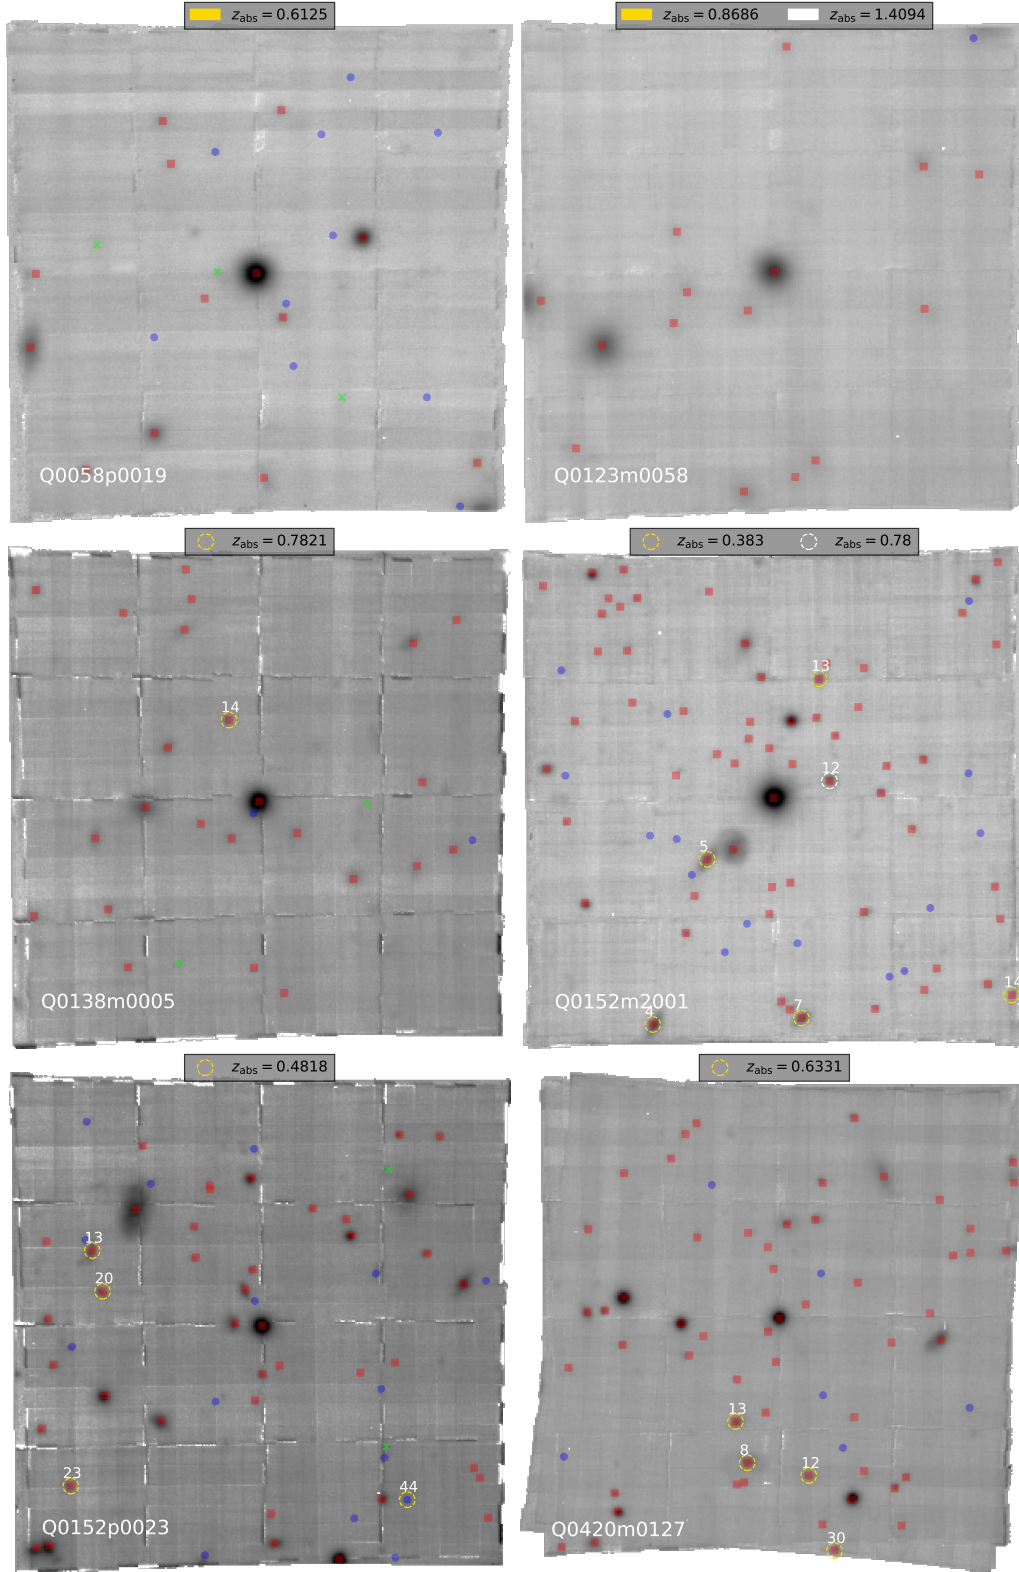 z_abs = 0.6125
Q0058p0019
z_abs = 0.8686 z_abs = 1.4094
Q0123m0058
z_abs = 0.7821
14
Q0138m0005
z_abs = 0.383 z_abs = 0.78
13
12
5
14
4
7
Q0152m2001
z_abs = 0.4818
13
20
23
44
Q0152p0023
z_abs = 0.6331
13
8
12
30
Q0420m0127